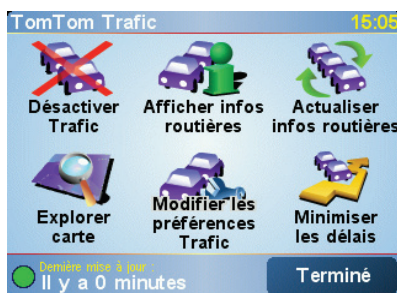 TomTom Trafic 15:05
Désactiver Afficher infos Actualiser
Trafic routières infos routières
Explorer Modifier les Minimiser
carte préférences les délais
Trafic
Dernière mise à jour :
Il y a 0 minutes Terminé